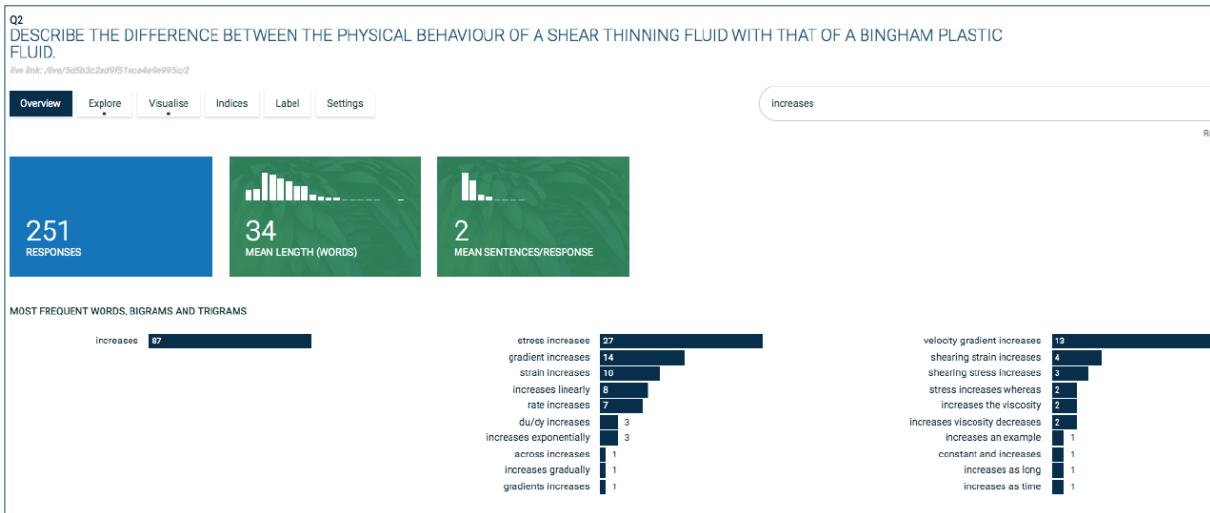 Q2
DESCRIBE THE DIFFERENCE BETWEEN THE PHYSICAL BEHAVIOUR OF A SHEAR THINNING FLUID WITH THAT OF A BINGHAM PLASTIC
FLUID.
live link: /live/5d5b3c2ad9f51eca4e9e995c/2
Overview Explore Visualise Indices Label Settings increases
251
RESPONSES
34
MEAN LENGTH (WORDS)
2
MEAN SENTENCES/RESPONSE
MOST FREQUENT WORDS, BIGRAMS AND TRIGRAMS
increases 87
stress increases 27
gradient increases 14
strain increases 10
increases linearly 8
rate increases 7
du/dy increases 3
increases exponentially 3
across increases 1
increases gradually 1
gradients increases 1
velocity gradient increases 13
shearing strain increases 4
shearing stress increases 3
stress increases whereas 2
increases the viscosity 2
increases viscosity decreases 2
increases an example 1
constant and increases 1
increases as long 1
increases as time 1